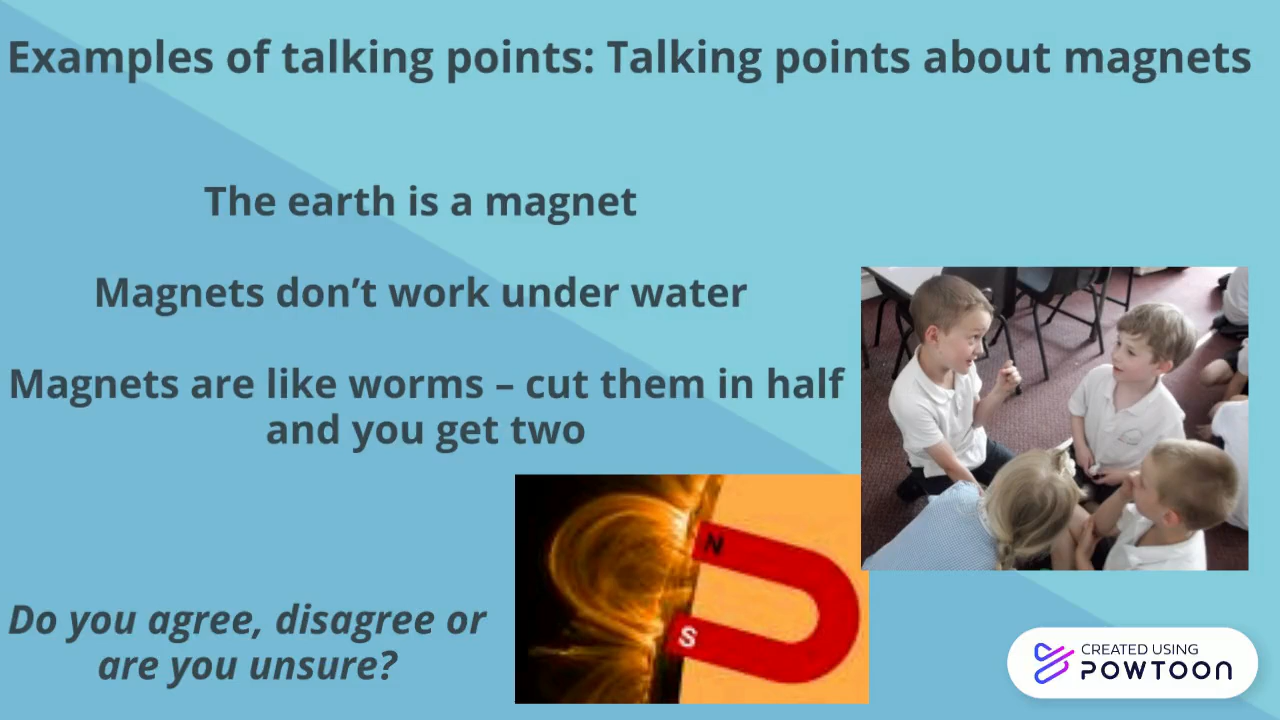 Examples of talking points: Talking points about magnets
The earth is a magnet
Magnets don’t work under water
Magnets are like worms – cut them in half
and you get two
N
S
Do you agree, disagree or
are you unsure?
CREATED USING
POWTOON